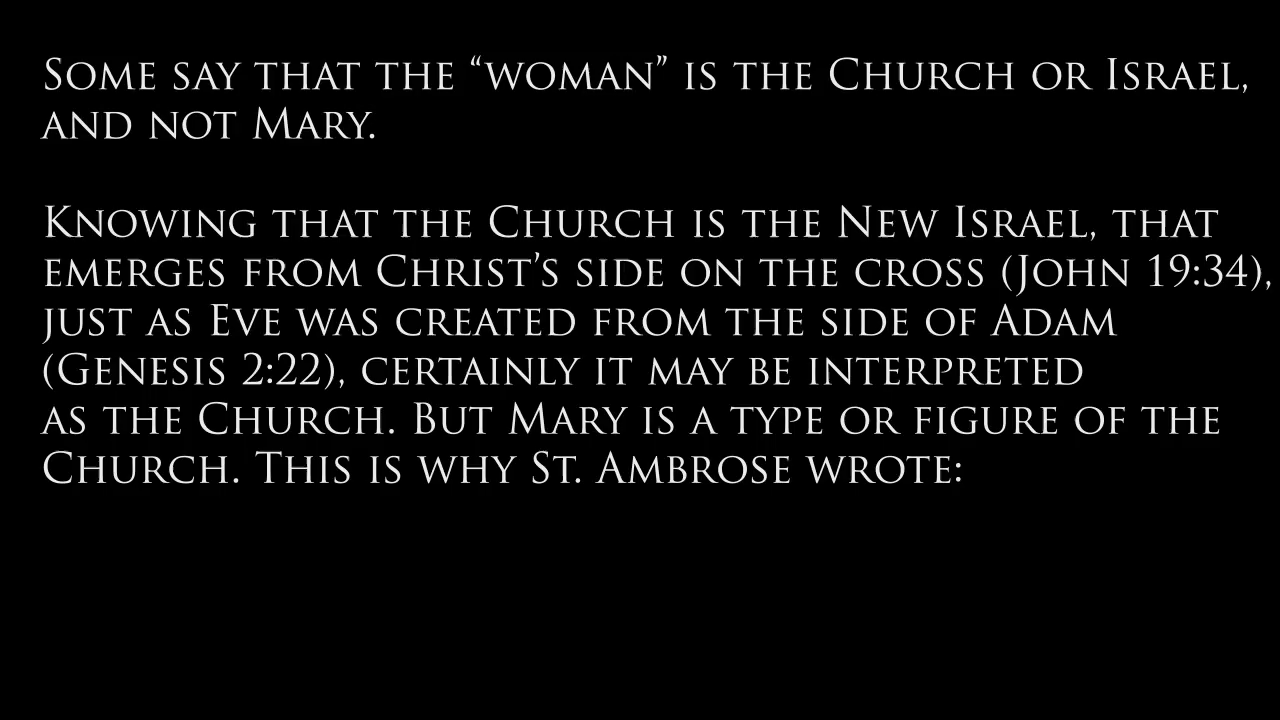 Some say that the “woman” is the Church or Israel,
and not Mary.
Knowing that the Church is the New Israel, that
emerges from Christ’s side on the cross (John 19:34),
just as Eve was created from the side of Adam
(Genesis 2:22), certainly it may be interpreted
as the Church. But Mary is a type or figure of the
Church. This is why St. Ambrose wrote: